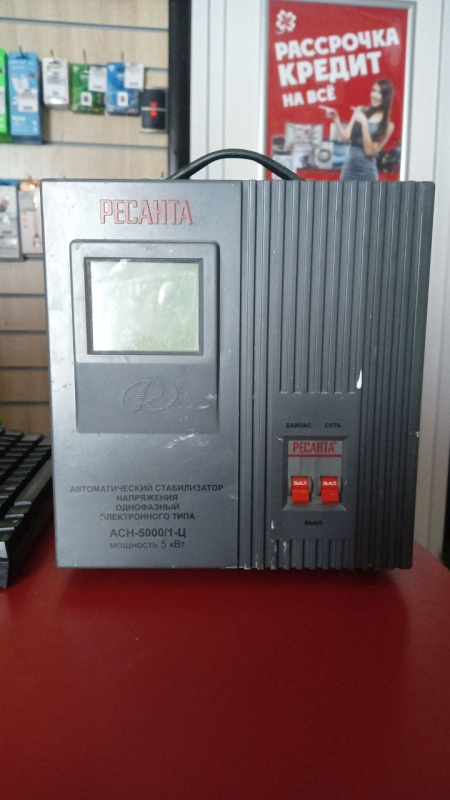 РАССРОЧКА
КРЕДИТ
НА ВСЁ
РЕСАНТА
БАЙПАС СЕТЬ
РЕСАНТА
ВЫКЛ ВЫКЛ
АВТОМАТИЧЕСКИЙ СТАБИЛИЗАТОР
НАПРЯЖЕНИЯ
ОДНОФАЗНЫЙ
ЭЛЕКТРОННОГО ТИПА
АСН-5000/1-Ц
МОЩНОСТЬ 5 кВт